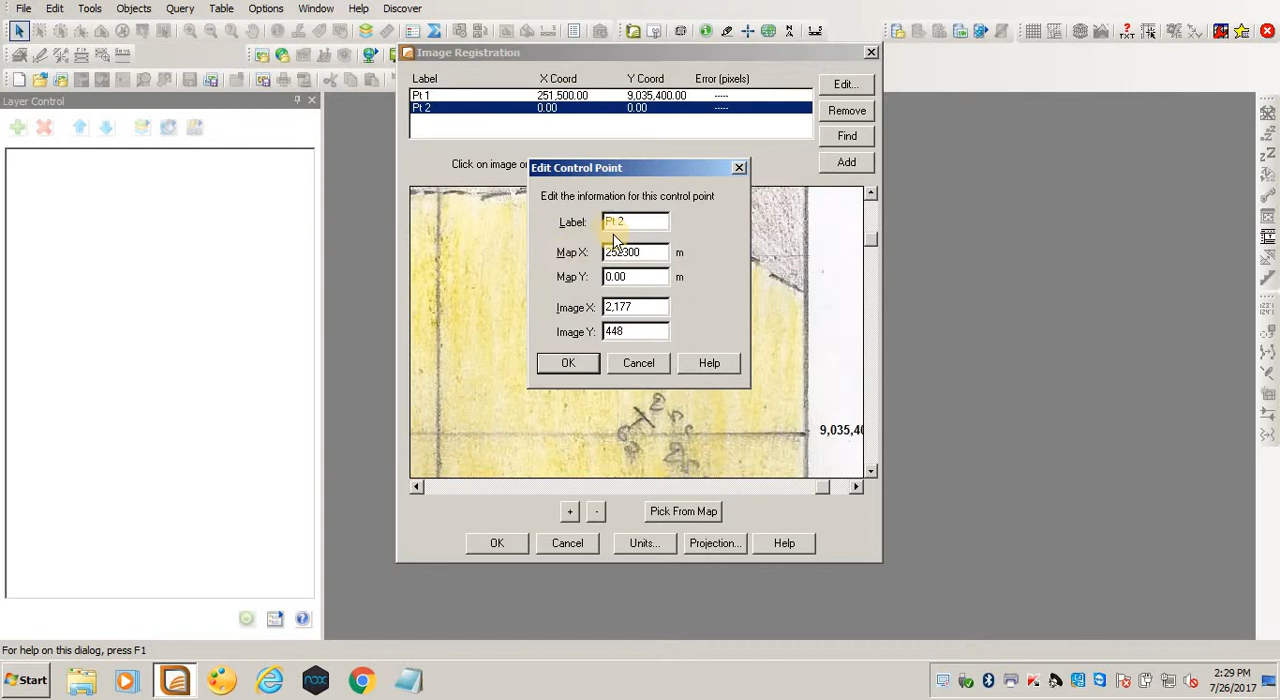 File Edit Tools Objects Query Table Options Window Help Discover
Image Registration
Layer Control
Label X Coord Y Coord Error (pixels)
Pt 1 251,500.00 9,035,400.00 -----
Pt 2 0.00 0.00 -----
Edit...
Remove
Find
Add
Click on image or
Edit Control Point
Edit the information for this control point
Label: Pt 2
Map X: 252300 m
Map Y: 0.00 m
Image X: 2,177
Image Y: 448
OK Cancel Help
9,035,40
+ - Pick From Map
OK Cancel Units... Projection... Help
For help on this dialog, press F1
Start
2:29 PM
7/26/2017